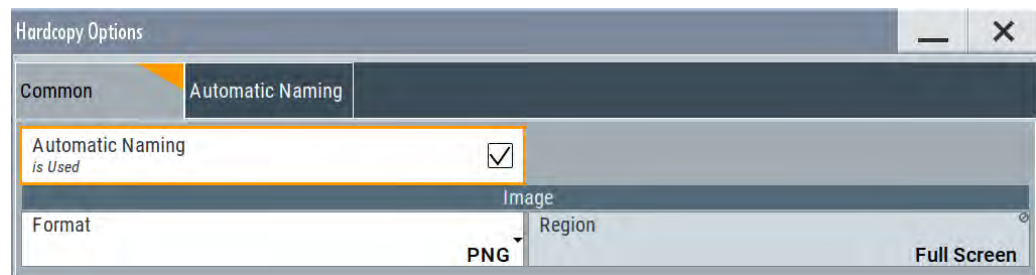 Hardcopy Options
Common
Automatic Naming
Automatic Naming
is Used
Image
Format
PNG
Region
Full Screen